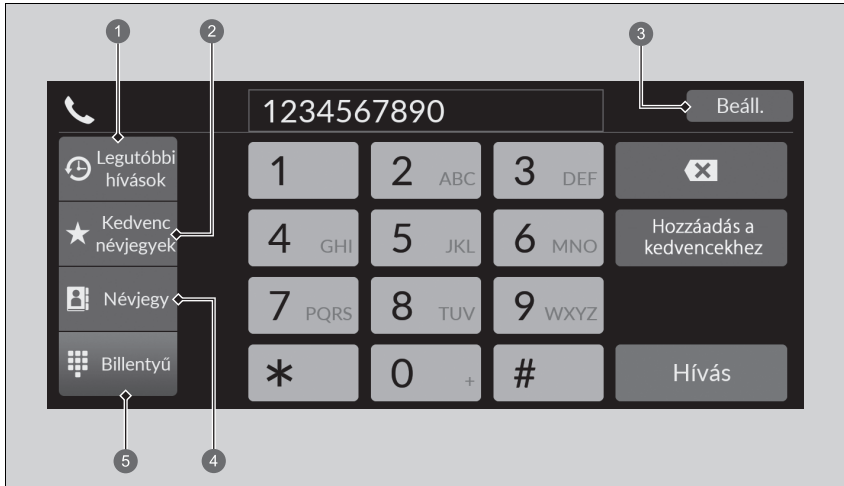 1 2 3
1234567890 Beáll.
Legutóbbi
hívások
1 2 ABC 3 DEF
Kedvenc
névjegyek
4 GHI 5 JKL 6 MNO
Hozzáadás a
kedvencekhez
Névjegy
7 PQRS 8 TUV 9 WXYZ
Billentyű
* 0 + # Hívás
5 4